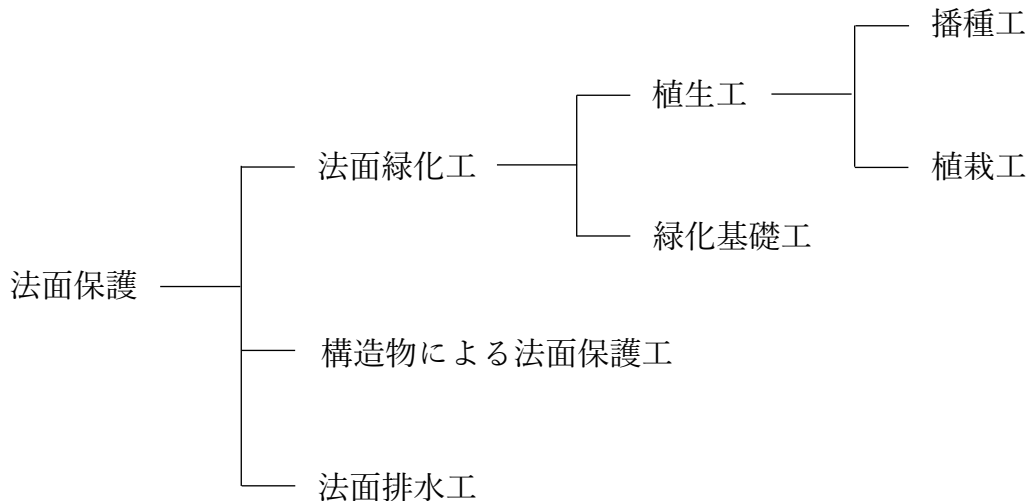 播種工
植生工
法面緑化工
植栽工
緑化基礎工
法面保護
構造物による法面保護工
法面排水工